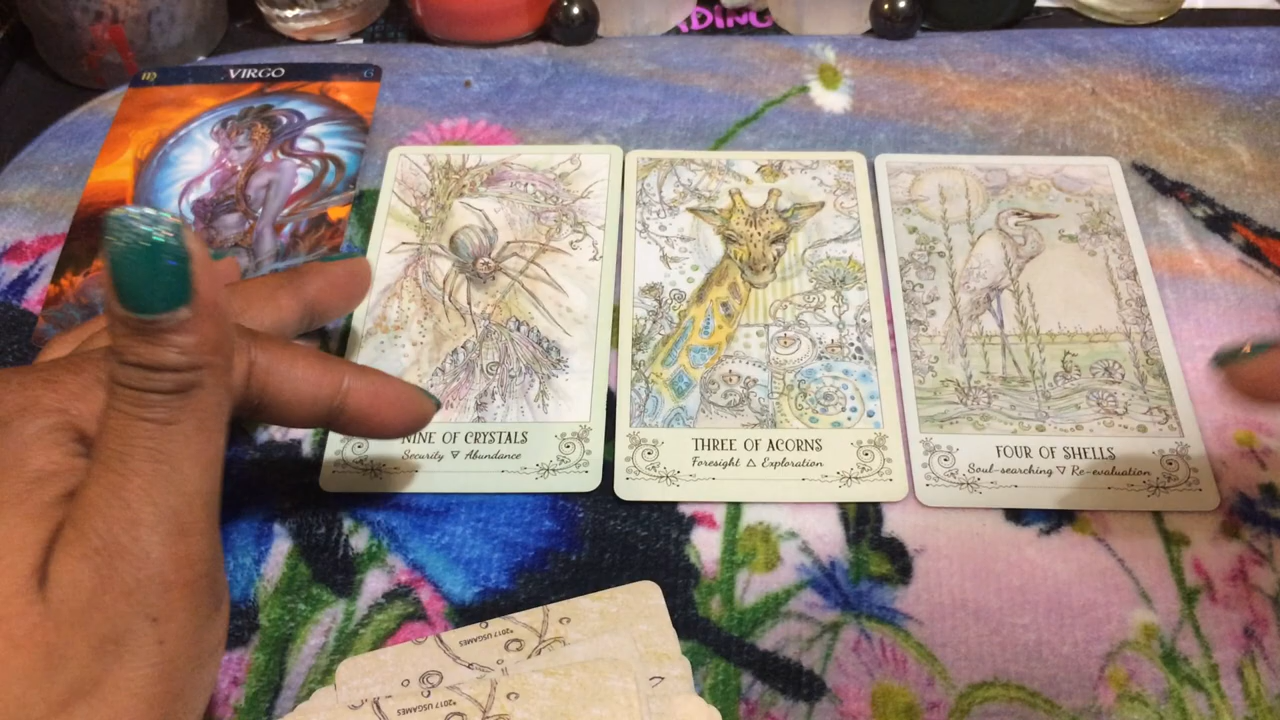 DING
VIRGO
6
NINE OF CRYSTALS
Security ▽ Abundance
THREE OF ACORNS
Foresight △ Exploration
FOUR OF SHELLS
Soul-searching ▽ Re-evaluation
©2017 USGAMES
©2017 USGAMES